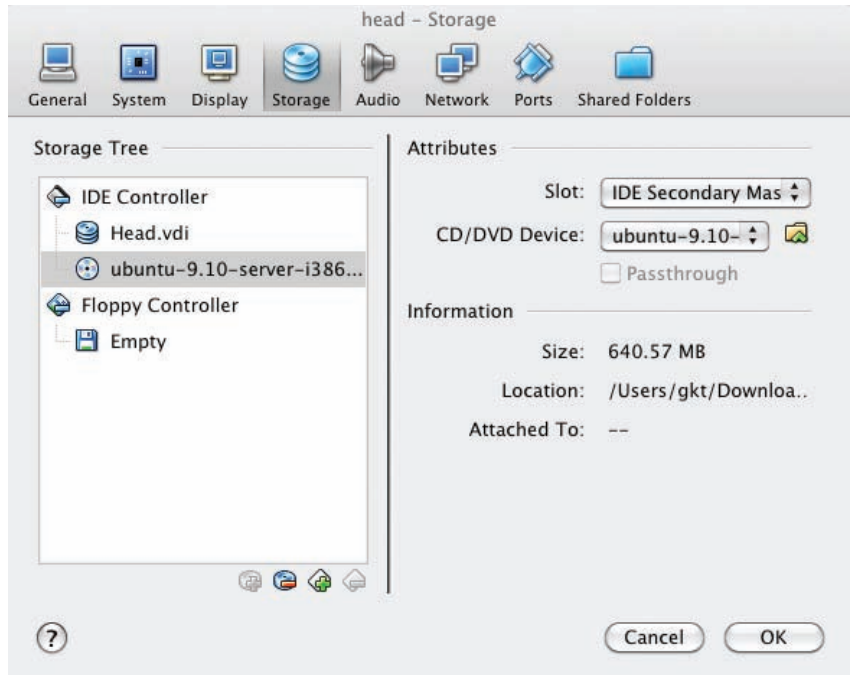 head – Storage
General System Display Storage Audio Network Ports Shared Folders
Storage Tree
IDE Controller
Head.vdi
ubuntu-9.10-server-i386...
Floppy Controller
Empty
Attributes
Slot: IDE Secondary Mas
CD/DVD Device: ubuntu-9.10-
Passthrough
Information
Size: 640.57 MB
Location: /Users/gkt/Downloa..
Attached To: --
?
Cancel OK